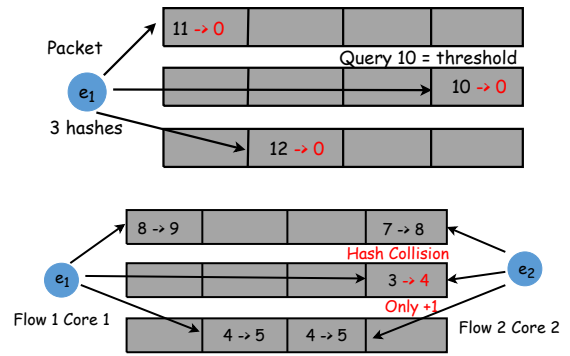 11 -> 0
Packet
Query 10 = threshold
e1
10 -> 0
3 hashes
12 -> 0
8 -> 9
7 -> 8
Hash Collision
e1
3 -> 4
e2
Only +1
Flow 1 Core 1
4 -> 5
4 -> 5
Flow 2 Core 2